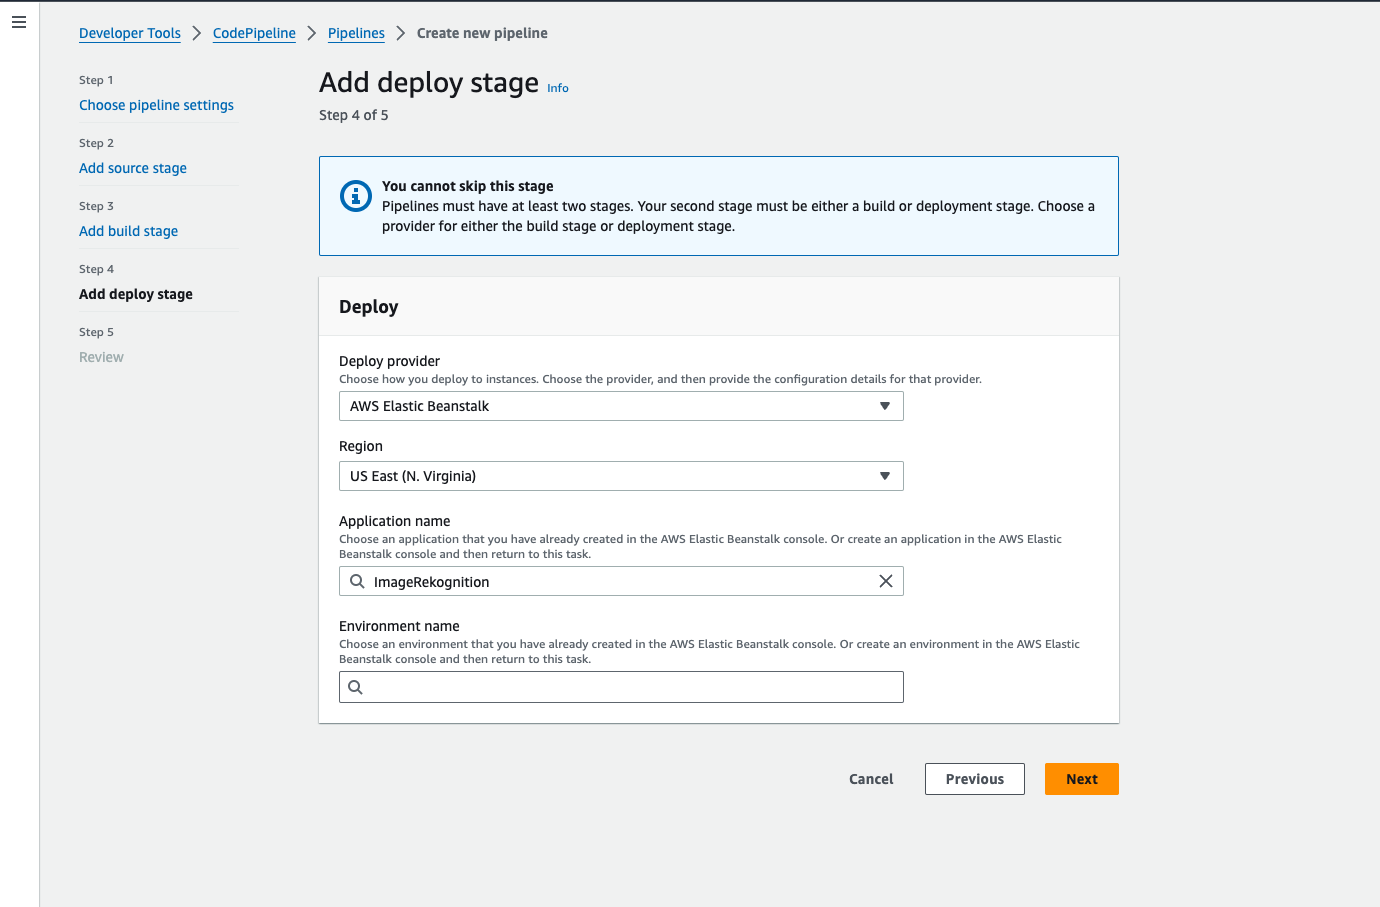 Developer Tools > CodePipeline > Pipelines > Create new pipeline
Step 1
Choose pipeline settings
Step 2
Add source stage
Step 3
Add build stage
Step 4
Add deploy stage
Step 5
Review
Add deploy stage Info
Step 4 of 5
You cannot skip this stage
Pipelines must have at least two stages. Your second stage must be either a build or deployment stage. Choose a
provider for either the build stage or deployment stage.
Deploy
Deploy provider
Choose how you deploy to instances. Choose the provider, and then provide the configuration details for that provider.
AWS Elastic Beanstalk
Region
US East (N. Virginia)
Application name
Choose an application that you have already created in the AWS Elastic Beanstalk console. Or create an application in the AWS Elastic
Beanstalk console and then return to this task.
ImageRekognition
Environment name
Choose an environment that you have already created in the AWS Elastic Beanstalk console. Or create an environment in the AWS Elastic
Beanstalk console and then return to this task.
Cancel Previous Next